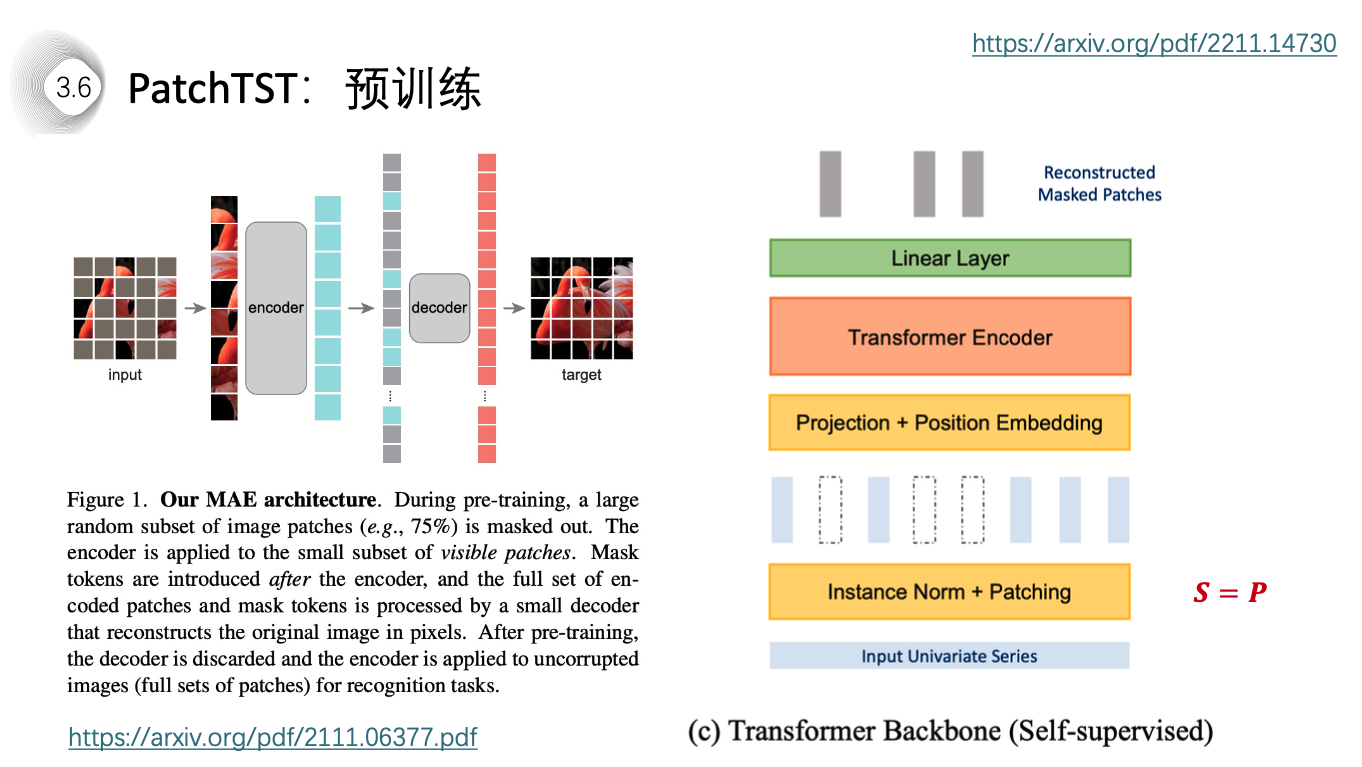 https://arxiv.org/pdf/2211.14730
3.6
PatchTST：预训练
input
encoder
decoder
target
Figure 1. Our MAE architecture. During pre-training, a large
random subset of image patches (e.g., 75%) is masked out. The
encoder is applied to the small subset of visible patches. Mask
tokens are introduced after the encoder, and the full set of en-
coded patches and mask tokens is processed by a small decoder
that reconstructs the original image in pixels. After pre-training,
the decoder is discarded and the encoder is applied to uncorrupted
images (full sets of patches) for recognition tasks.
https://arxiv.org/pdf/2111.06377.pdf
Reconstructed
Masked Patches
Linear Layer
Transformer Encoder
Projection + Position Embedding
Instance Norm + Patching
S = P
Input Univariate Series
(c) Transformer Backbone (Self-supervised)